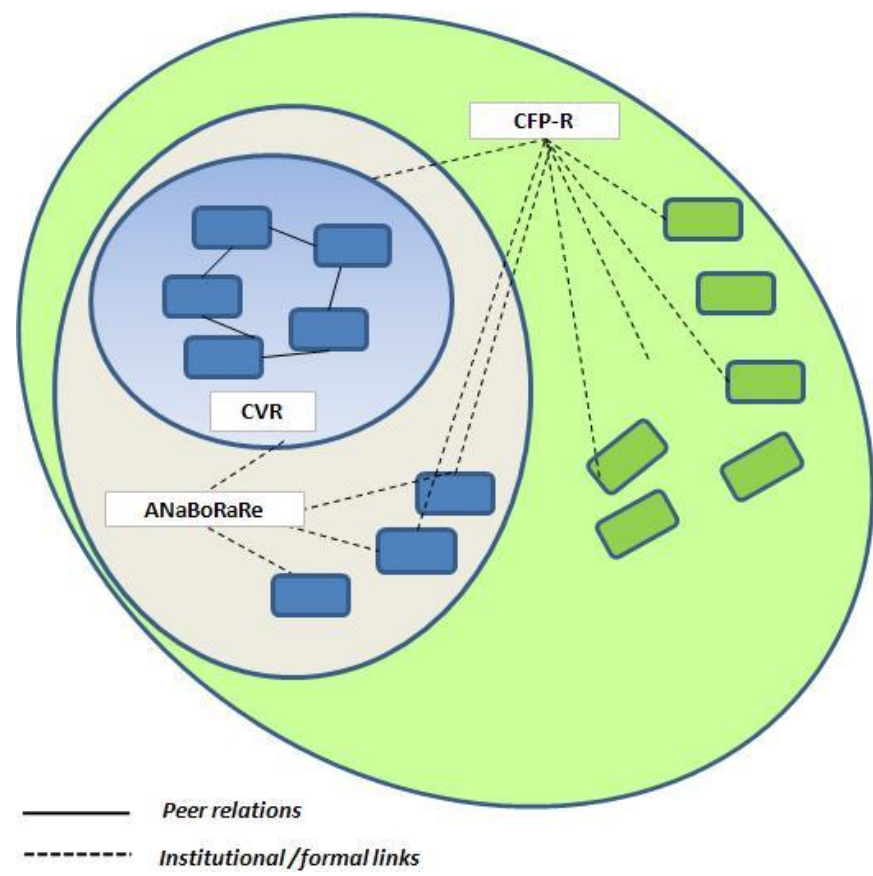 CFP-R
CVR
ANaBoRaRe
Peer relations
Institutional/formal links